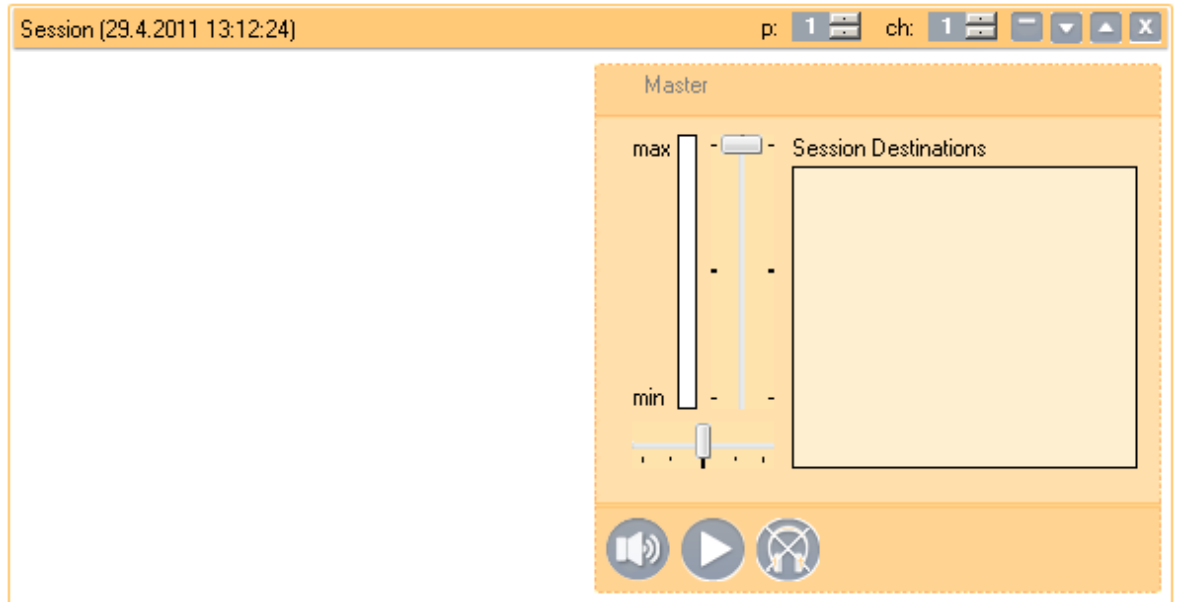 Session (29.4.2011 13:12:24) p: 1 ch: 1 X
Master
max Session Destinations
min